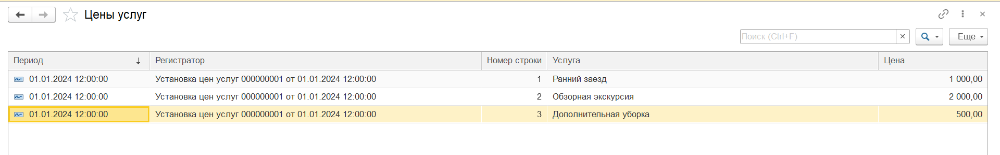 Цены услуг
Поиск (Ctrl+F)
Еще
Период Регистратор Номер строки Услуга Цена
01.01.2024 12:00:00 Установка цен услуг 000000001 от 01.01.2024 12:00:00 1 Ранний заезд 1 000,00
01.01.2024 12:00:00 Установка цен услуг 000000001 от 01.01.2024 12:00:00 2 Обзорная экскурсия 2 000,00
01.01.2024 12:00:00 Установка цен услуг 000000001 от 01.01.2024 12:00:00 3 Дополнительная уборка 500,00